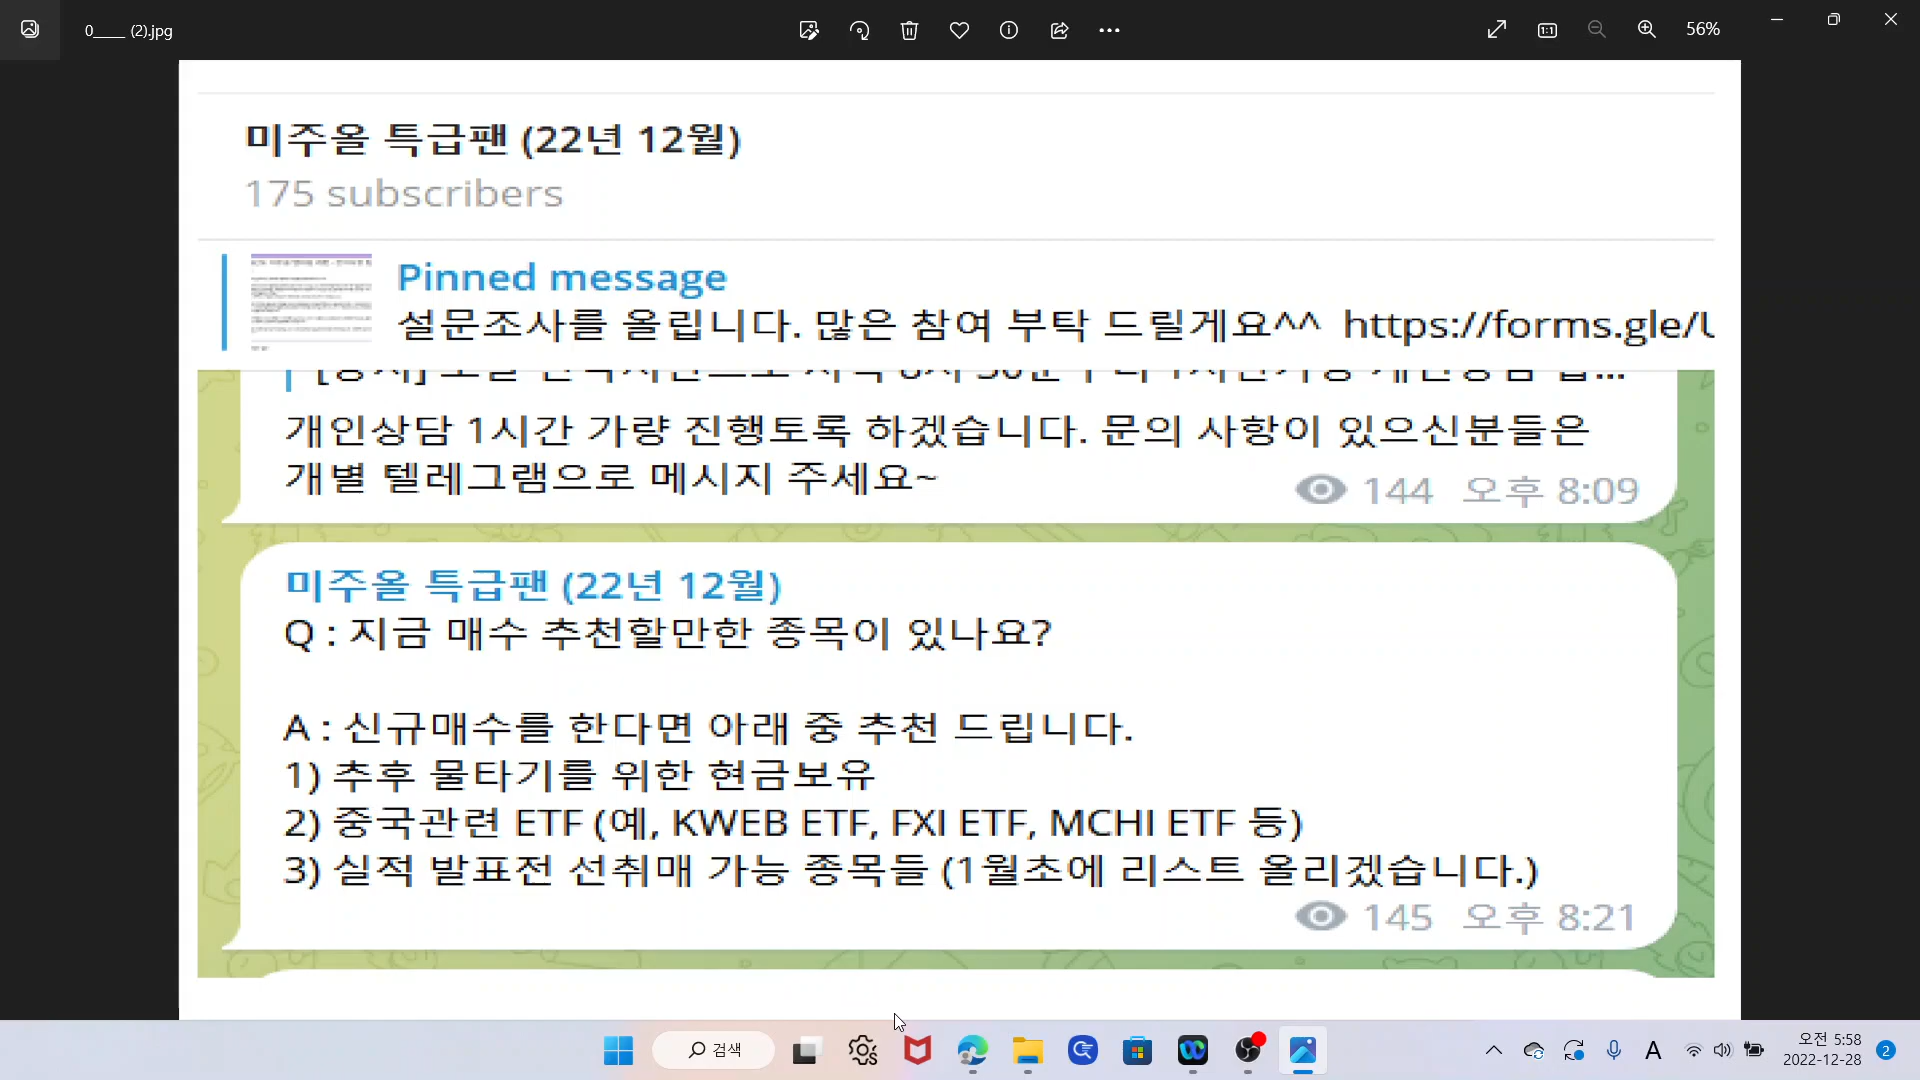 0____ (2).jpg
56%
미주올 특급팬 (22년 12월)
175 subscribers
Pinned message
설문조사를 올립니다. 많은 참여 부탁 드릴게요^^ https://forms.gle/U
개인상담 1시간 가량 진행토록 하겠습니다. 문의 사항이 있으신분들은
개별 텔레그램으로 메시지 주세요~
144 오후 8:09
미주올 특급팬 (22년 12월)
Q : 지금 매수 추천할만한 종목이 있나요?
A : 신규매수를 한다면 아래 중 추천 드립니다.
1) 추후 물타기를 위한 현금보유
2) 중국관련 ETF (예, KWEB ETF, FXI ETF, MCHI ETF 등)
3) 실적 발표전 선취매 가능 종목들 (1월초에 리스트 올리겠습니다.)
145 오후 8:21
검색
A
오전 5:58
2022-12-28
2